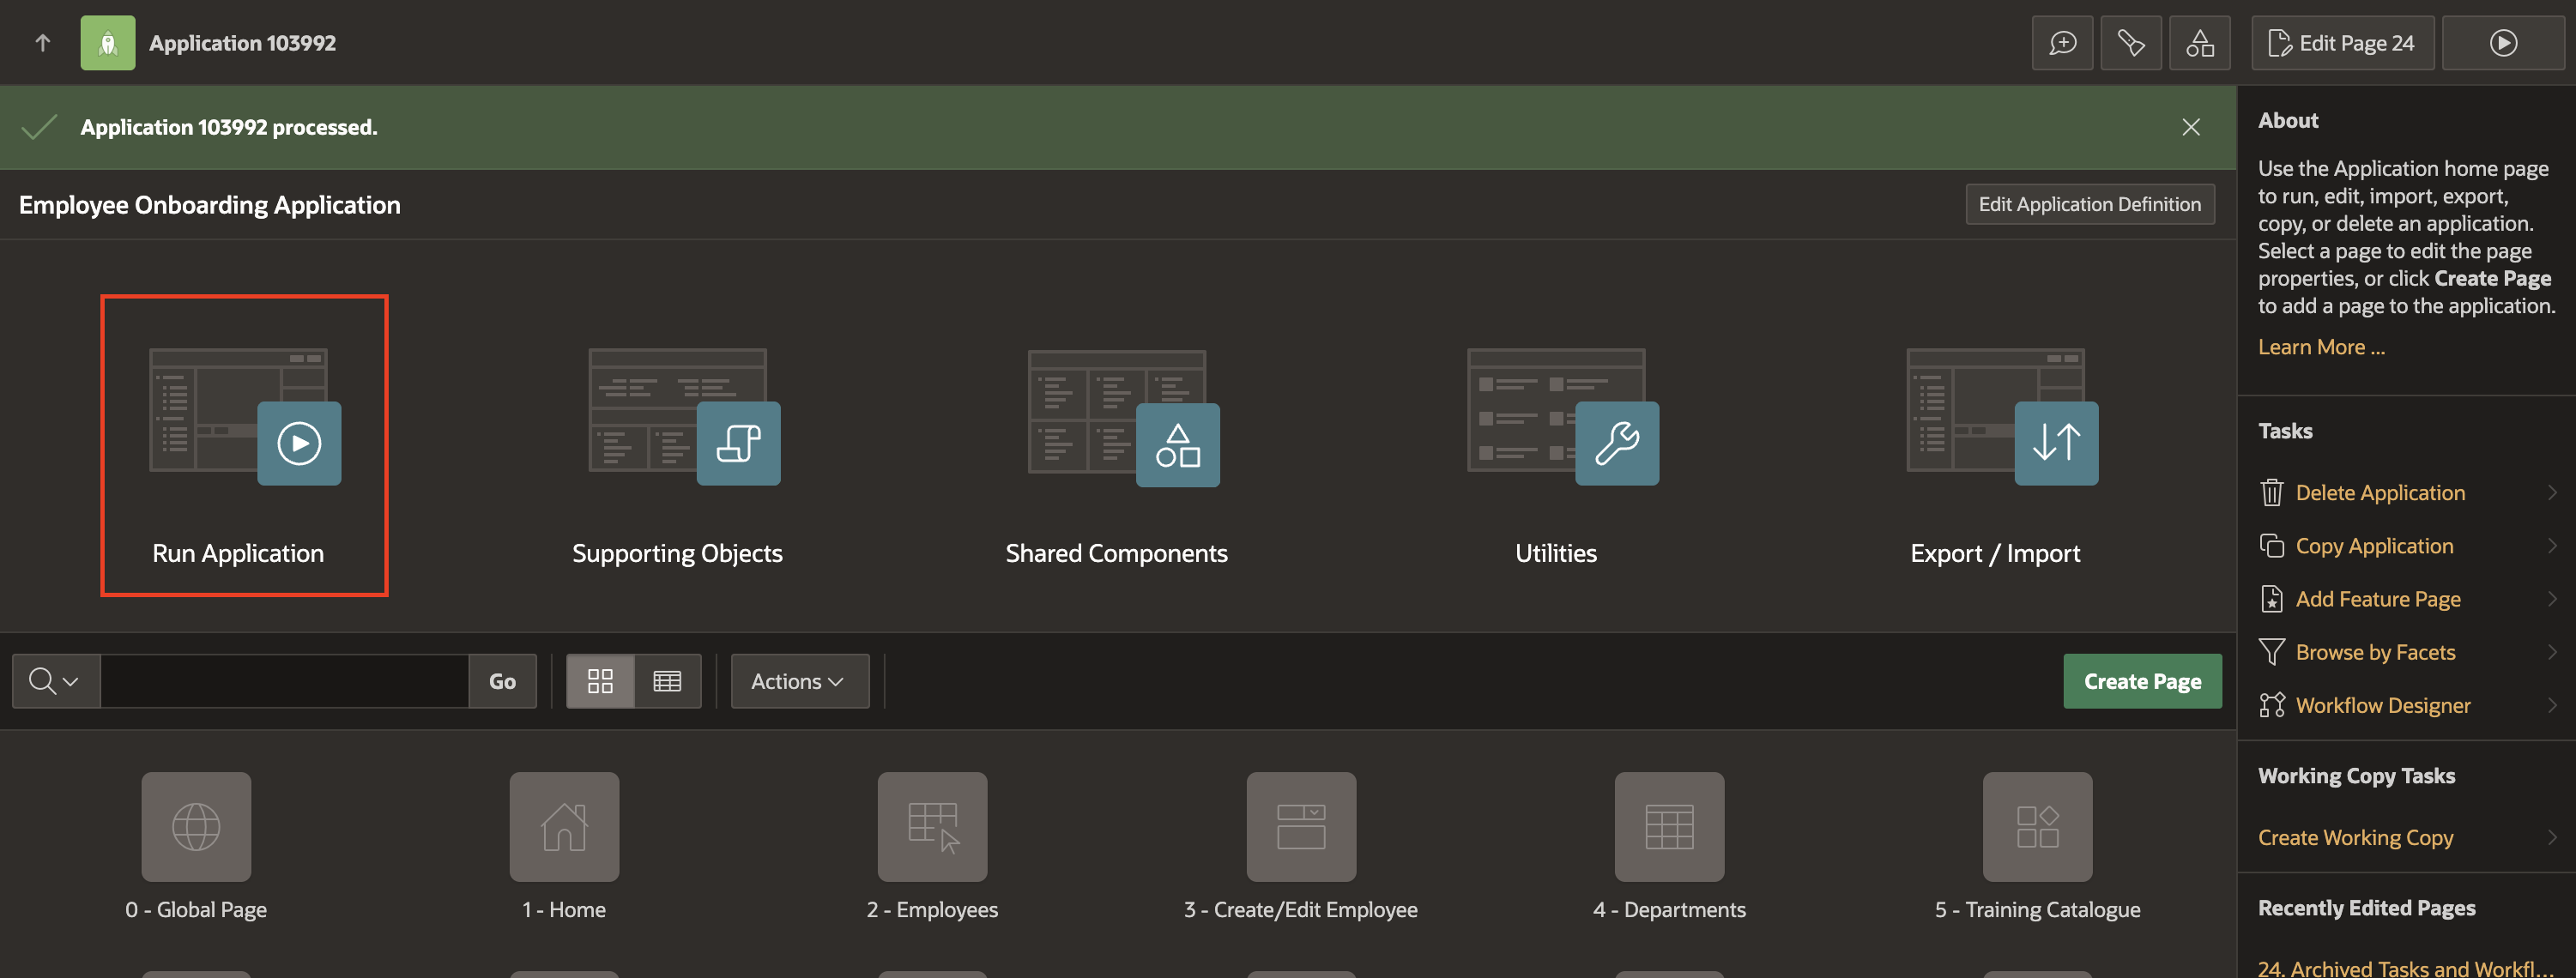 Application 103992
Edit Page 24
Application 103992 processed.
Employee Onboarding Application
Edit Application Definition
Run Application
Supporting Objects
Shared Components
Utilities
Export / Import
Go
Actions
Create Page
0 - Global Page
1 - Home
2 - Employees
3 - Create/Edit Employee
4 - Departments
5 - Training Catalogue
About
Use the Application home page
to run, edit, import, export,
copy, or delete an application.
Select a page to edit the page
properties, or click Create Page
to add a page to the application.
Learn More ...
Tasks
Delete Application
Copy Application
Add Feature Page
Browse by Facets
Workflow Designer
Working Copy Tasks
Create Working Copy
Recently Edited Pages
24. Archived Tasks and Workfl...